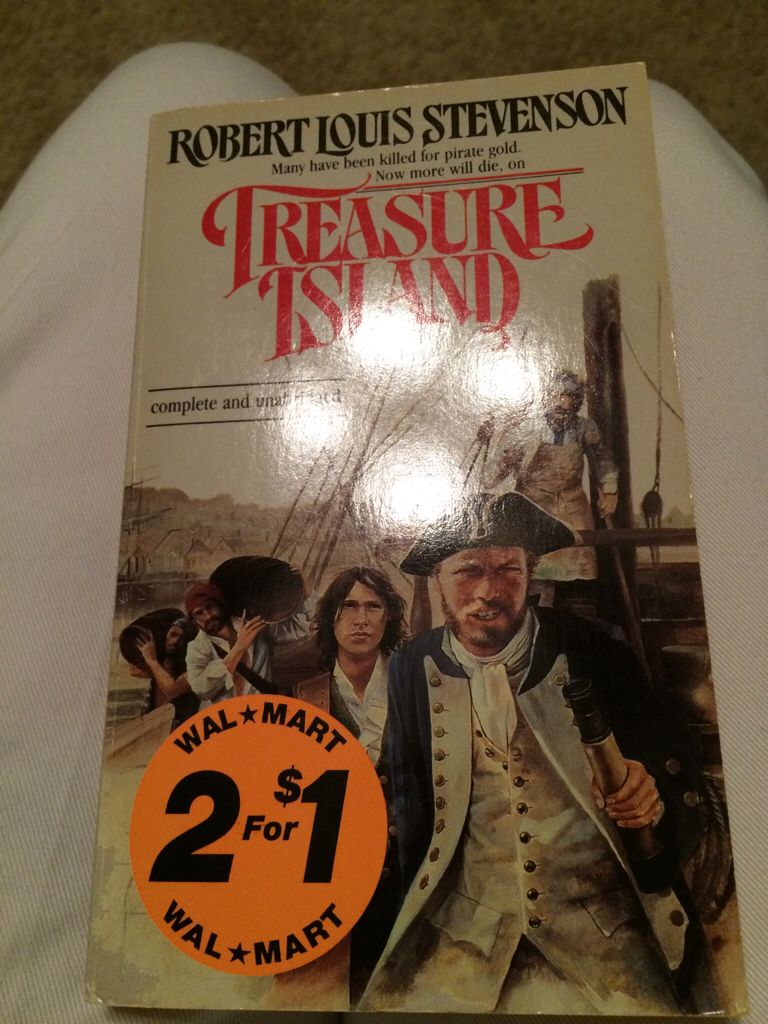 ROBERT LOUIS STEVENSON
Many have been killed for pirate gold.
Now more will die, on
TREASURE
ISLAND
complete and unabridged
WAL★MART
2 For $1
WAL★MART